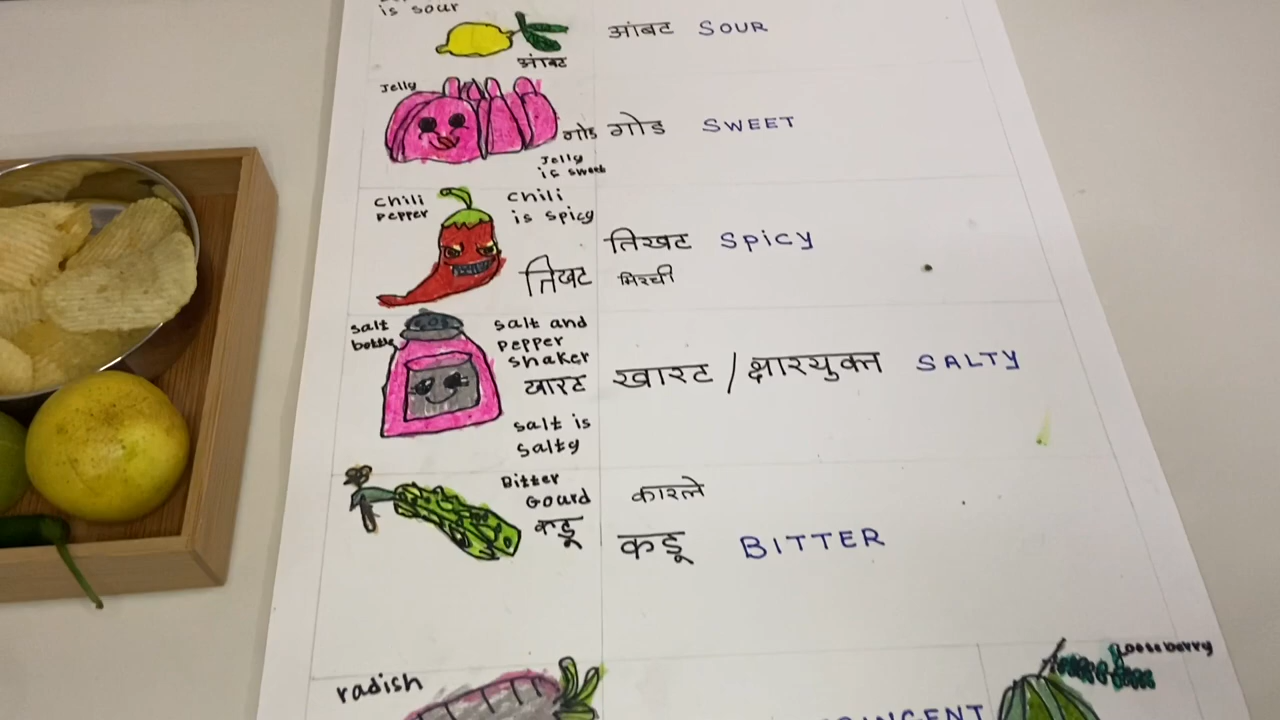 is sour
आंबट SOUR
आंबट
Jelly
गोड गोड SWEET
Jelly
is sweet
chili
pepper
chili
is spicy
तिखट spicy
तिखट मिरची
salt
bottle
salt and
pepper
shaker
खारट
खारट / क्षारयुक्त SALTY
salt is
salty
Bitter
Gourd
कडू
कारले
कडू BITTER
radish
gooseberry